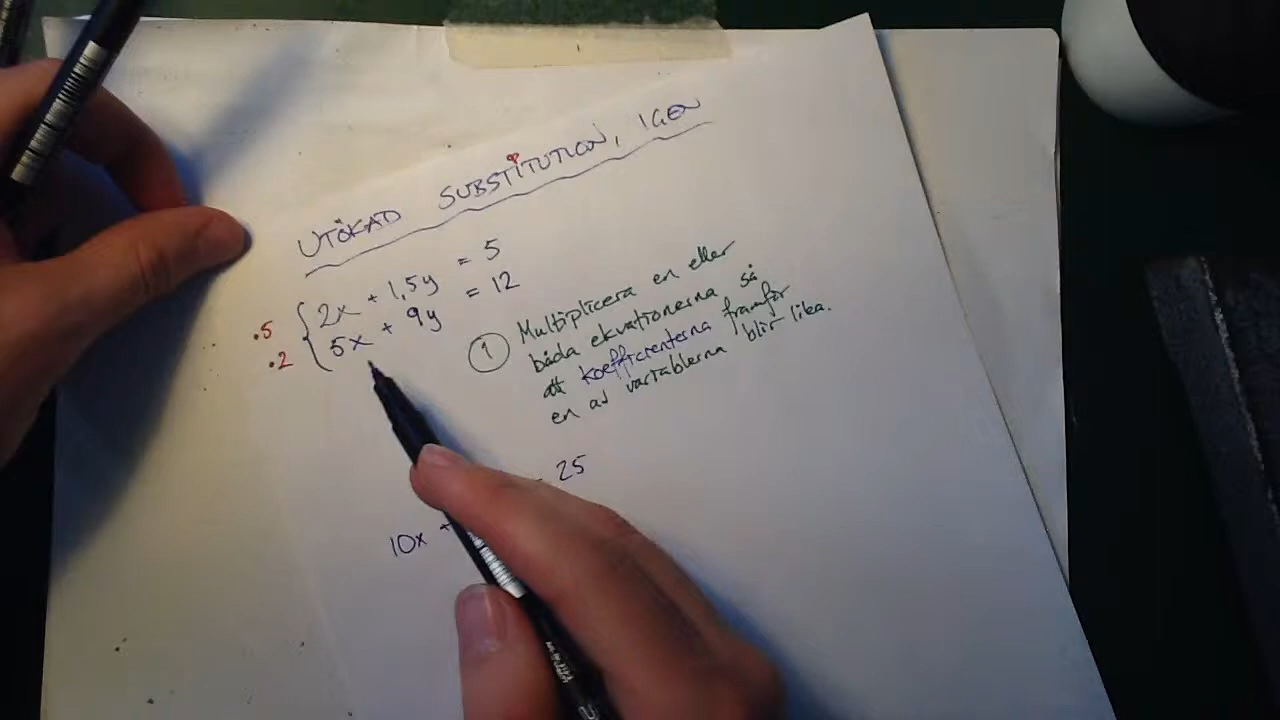 UTÖKAD SUBSTITUTION, IGEN
2x + 1,5y = 5
5x + 9y = 12
·5
·2
1 Multiplicera en eller
båda ekvationerna så
att koefficienterna framför
en av variablerna blir lika.
= 25
10x +